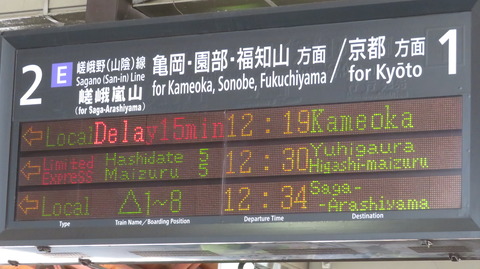 2 E 嵯峨野(山陰)線 亀岡・園部・福知山 方面 / 京都 方面 1
Sagano (San-in) Line for Kameoka, Sonobe, Fukuchiyama for Kyōto
嵯峨嵐山
(for Saga-Arashiyama)
←Local Delay15min 12:19 Kameoka
←Limited Express Hashidate 5 Maizuru 5 12:30 Yuhigaura Higashi-maizuru
←Local △1~8 12:34 Saga-Arashiyama
Type Train Name/Boarding Position Departure Time Destination